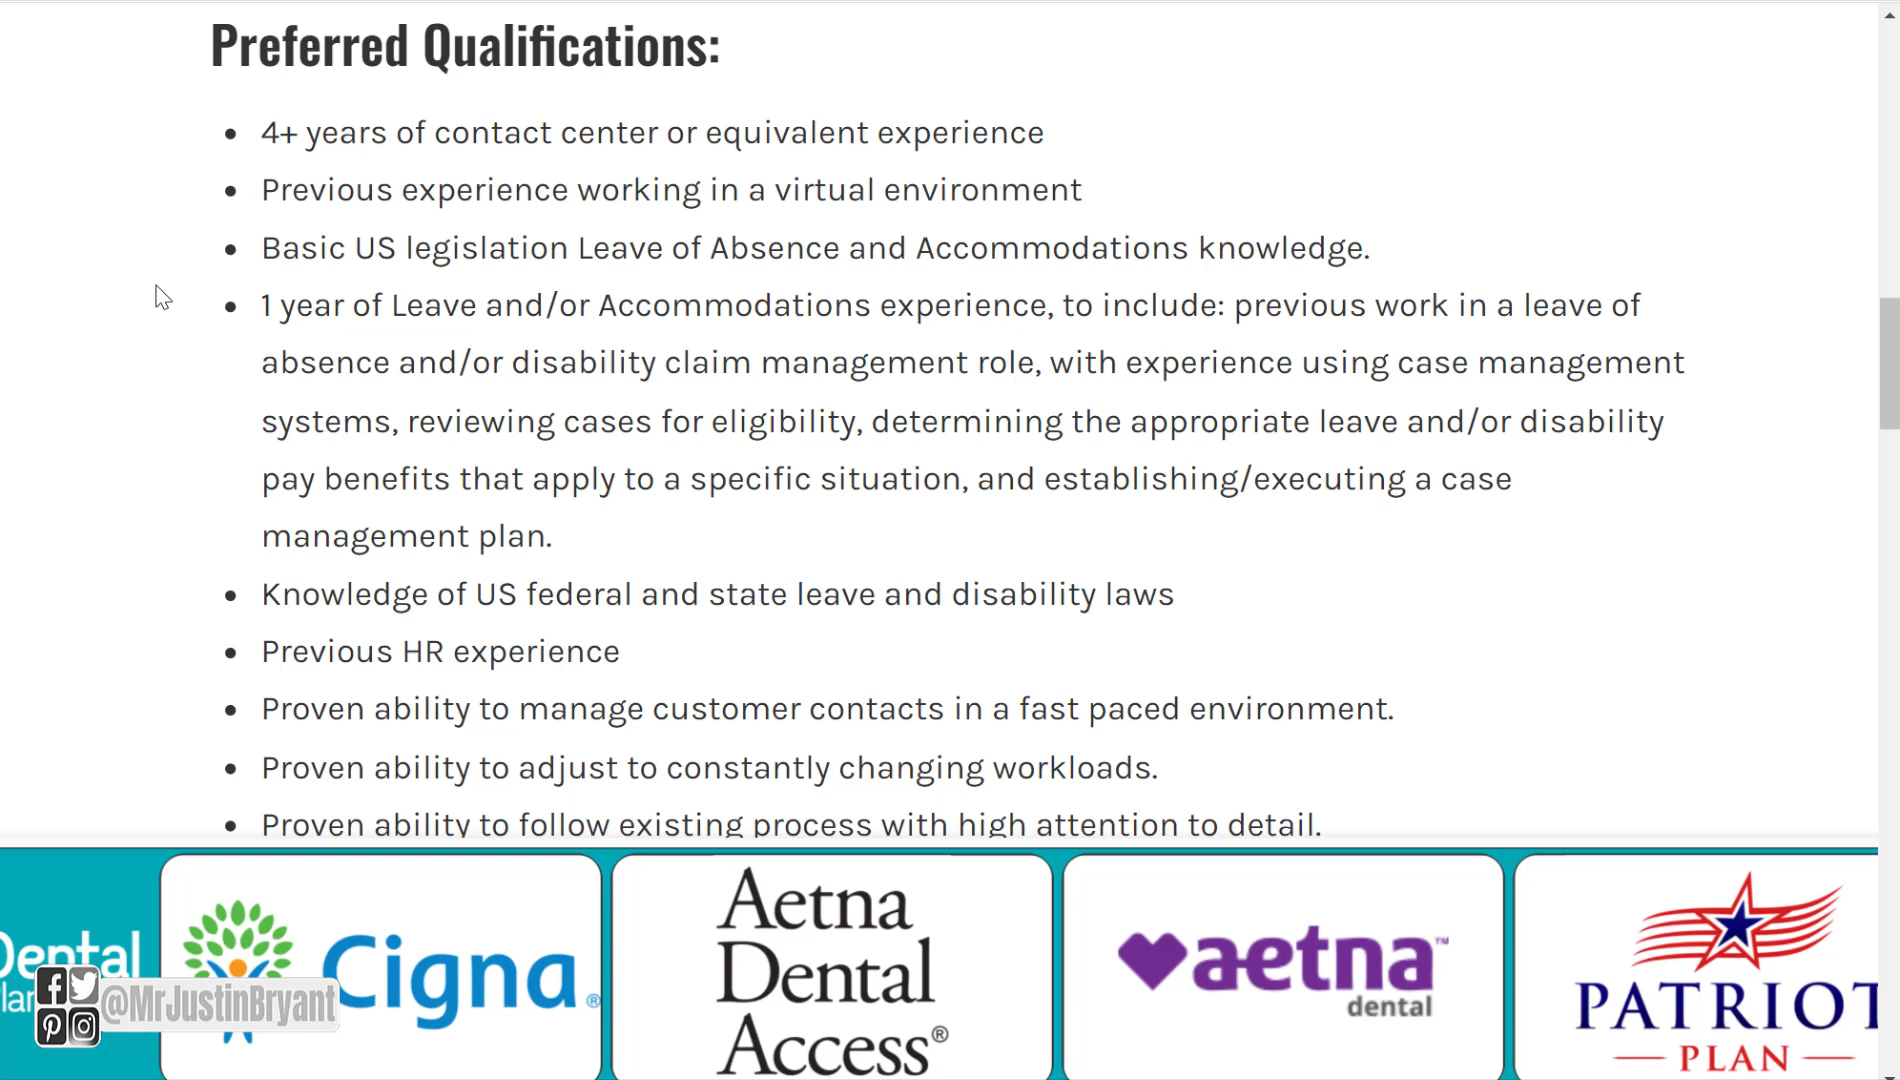 Preferred Qualifications:
4+ years of contact center or equivalent experience
Previous experience working in a virtual environment
Basic US legislation Leave of Absence and Accommodations knowledge.
1 year of Leave and/or Accommodations experience, to include: previous work in a leave of
absence and/or disability claim management role, with experience using case management
systems, reviewing cases for eligibility, determining the appropriate leave and/or disability
pay benefits that apply to a specific situation, and establishing/executing a case
management plan.
Knowledge of US federal and state leave and disability laws
Previous HR experience
Proven ability to manage customer contacts in a fast paced environment.
Proven ability to adjust to constantly changing workloads.
Proven ability to follow existing process with high attention to detail.
Dental
@MrJustinBryant
Cigna®
Aetna
Dental
Access®
aetna™
dental
PATRIOT
PLAN